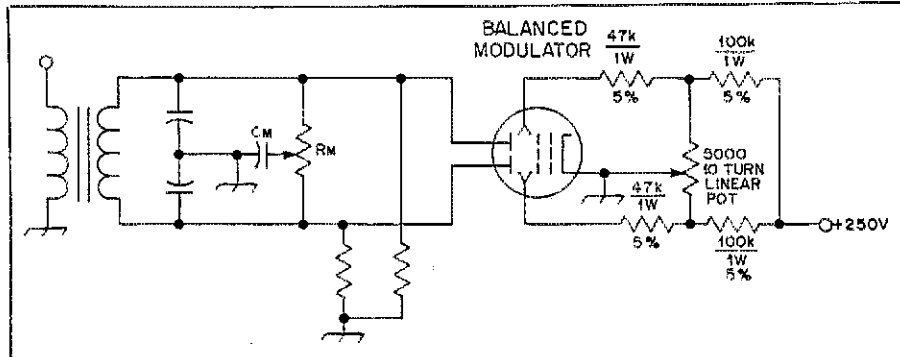 BALANCED
MODULATOR
47k
1W
5%
100k
1W
5%
CM
RM
5000
10 TURN
LINEAR
POT
47k
1W
5%
100k
1W
5%
+250V